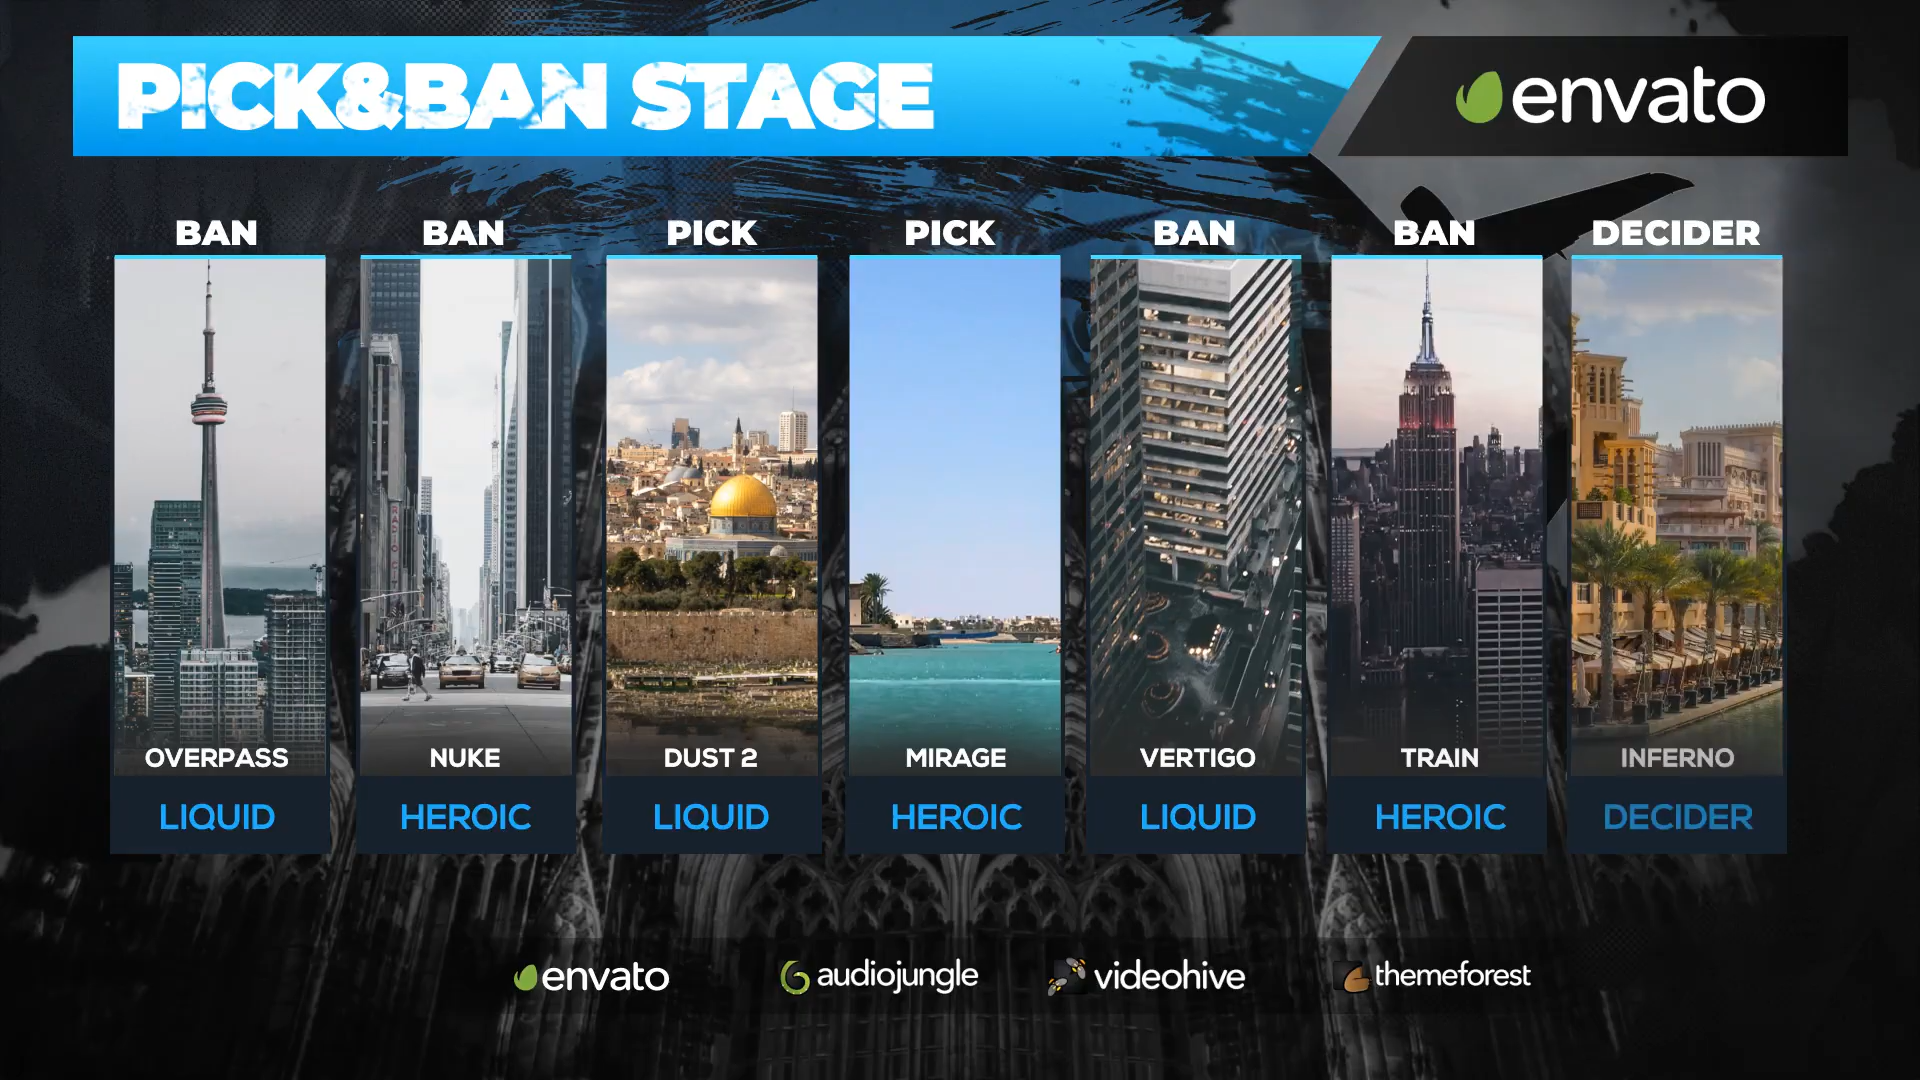 PICK&BAN STAGE
envato
BAN
BAN
PICK
PICK
BAN
BAN
DECIDER
OVERPASS
NUKE
DUST 2
MIRAGE
VERTIGO
TRAIN
INFERNO
LIQUID
HEROIC
LIQUID
HEROIC
LIQUID
HEROIC
DECIDER
envato
audiojungle
videohive
themeforest